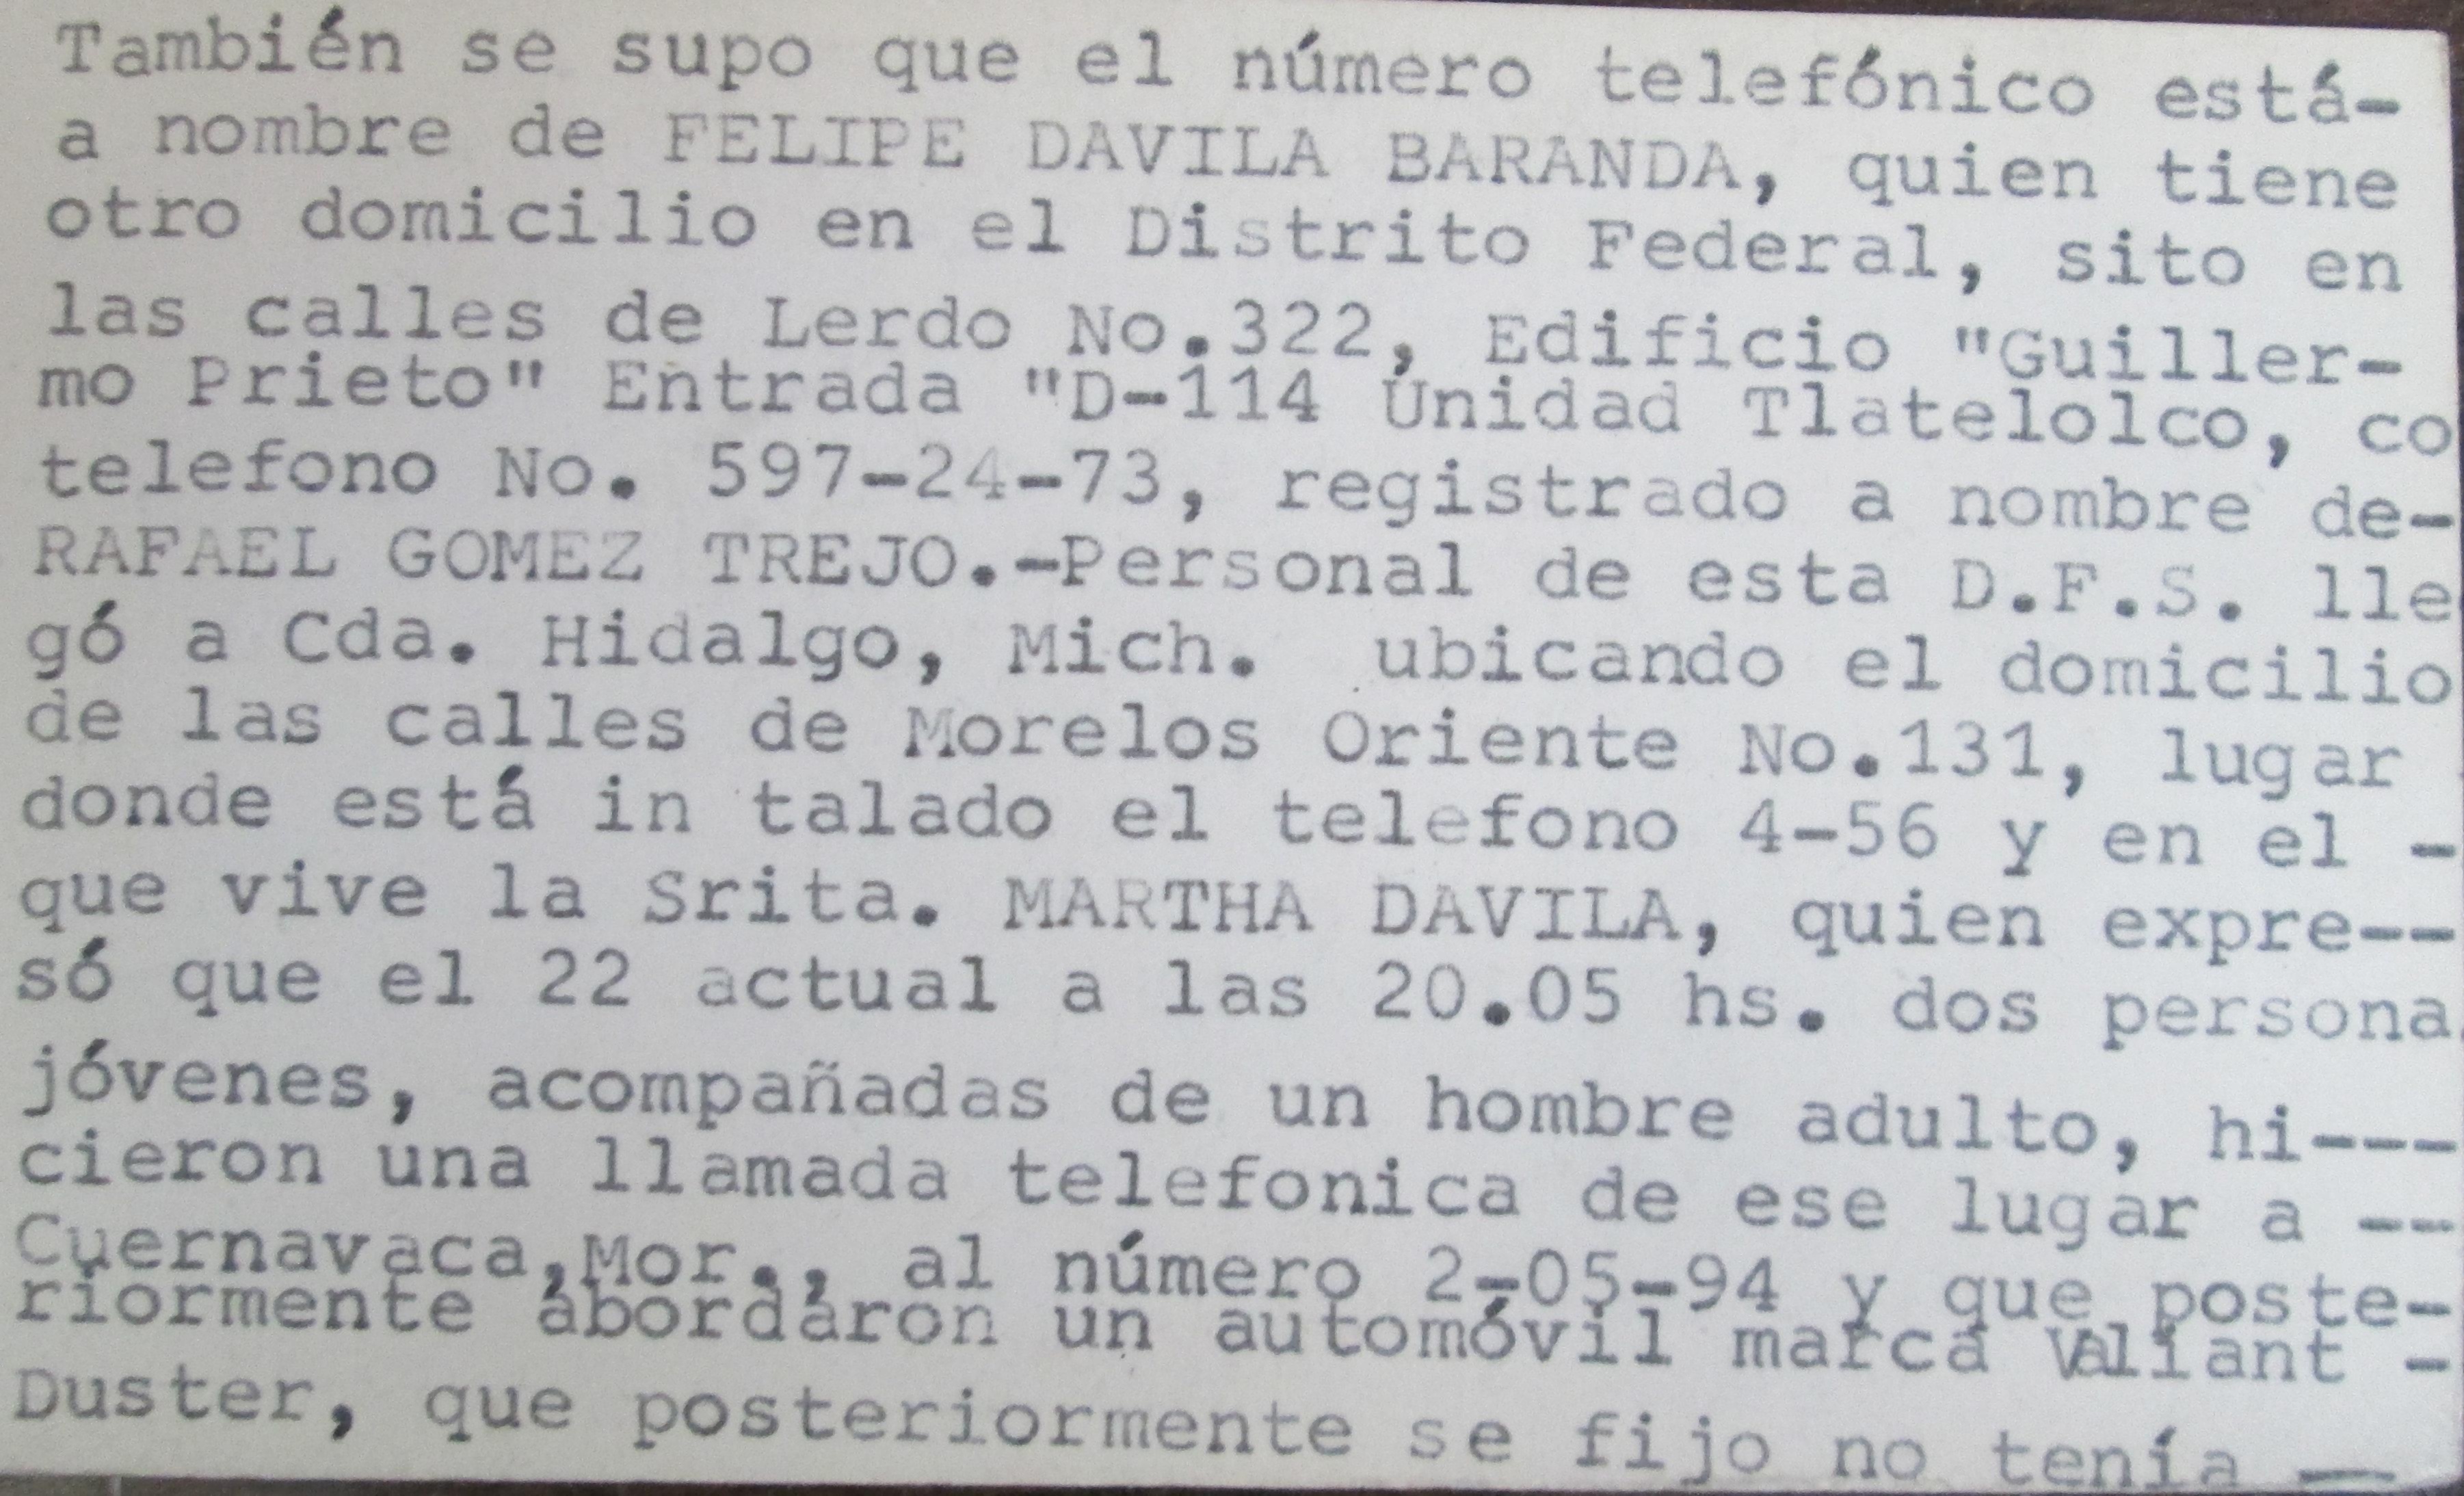 También se supo que el número telefónico está-
a nombre de FELIPE DAVILA BARANDA, quien tiene
otro domicilio en el Distrito Federal, sito en
las calles de Lerdo No.322, Edificio "Guiller-
mo Prieto" Entrada "D-114 Unidad Tlatelolco, co
telefono No. 597-24-73, registrado a nombre de-
RAFAEL GOMEZ TREJO.-Personal de esta D.F.S. lle
gó a Cda. Hidalgo, Mich. ubicando el domicilio
de las calles de Morelos Oriente No.131, lugar
donde está in talado el telefono 4-56 y en el -
que vive la Srita. MARTHA DAVILA, quien expre--
só que el 22 actual a las 20.05 hs. dos persona
jóvenes, acompañadas de un hombre adulto, hi---
cieron una llamada telefonica de ese lugar a --
Cuernavaca,Mor., al número 2-05-94 y que poste-
riormente abordaron un automóvil marca Valiant -
Duster, que posteriormente se fijo no tenía —